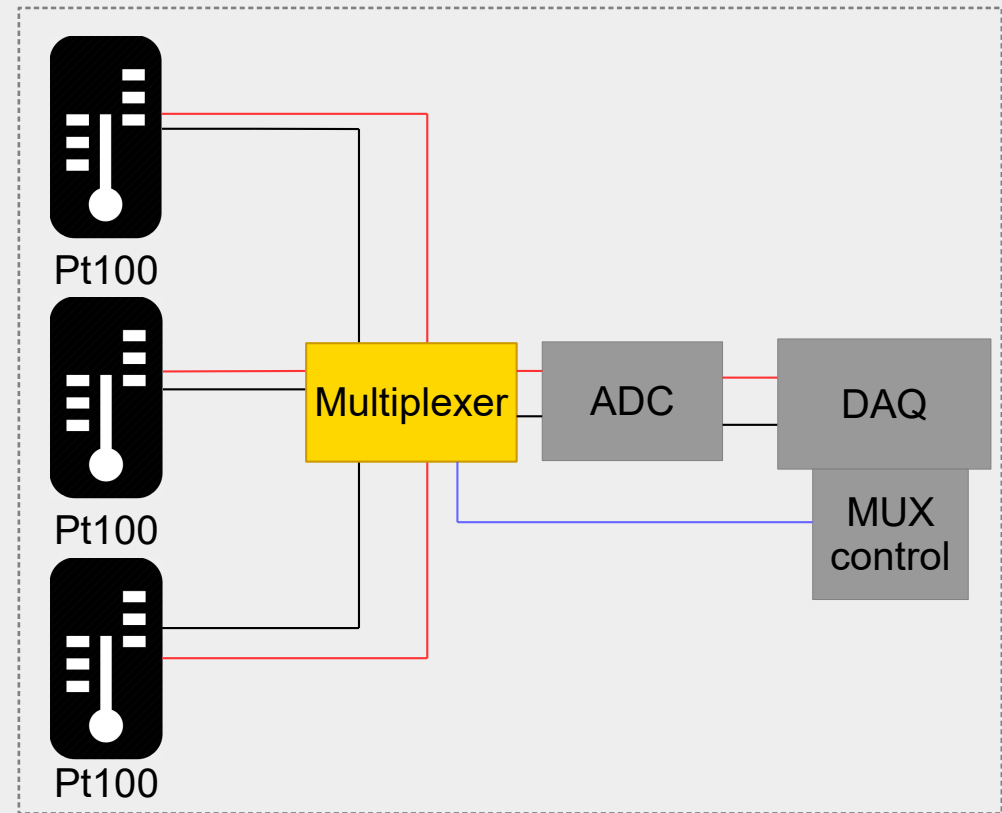 Pt100
Pt100
Pt100
Multiplexer
ADC
DAQ
MUX
control